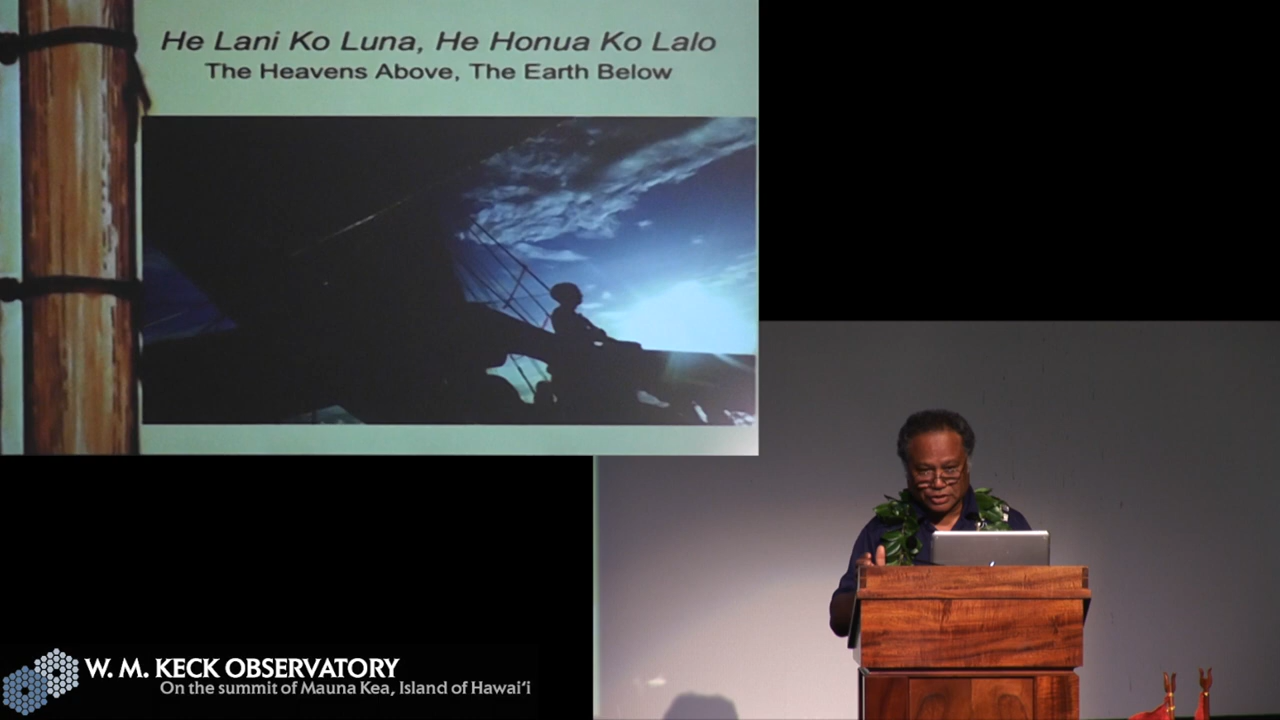 He Lani Ko Luna, He Honua Ko Lalo
The Heavens Above, The Earth Below
W. M. KECK OBSERVATORY
On the summit of Mauna Kea, Island of Hawai‘i